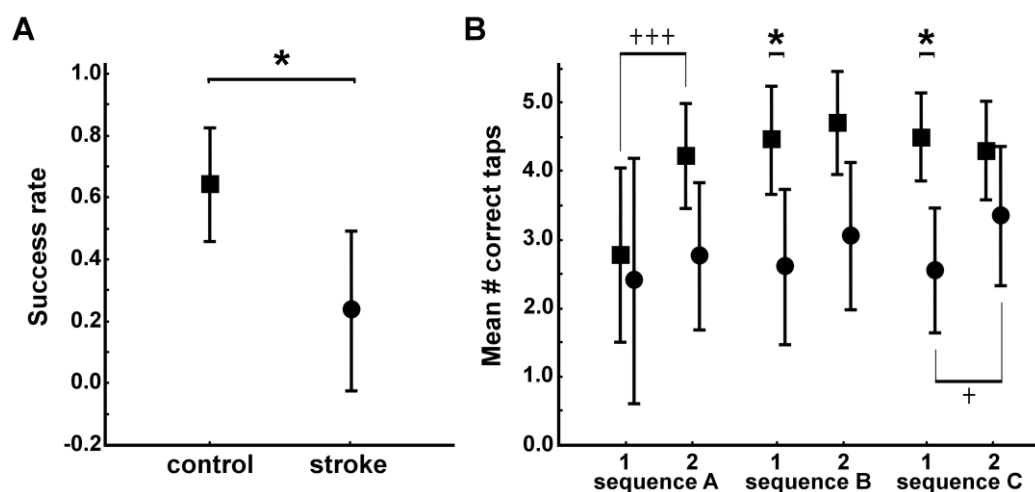 A
Success rate
1.0
0.8
0.6
0.4
0.2
0.0
-0.2
*
control stroke
B
Mean # correct taps
5.0
4.0
3.0
2.0
1.0
0.0
+++
*
*
+
1 2 1 2 1 2
sequence A sequence B sequence C